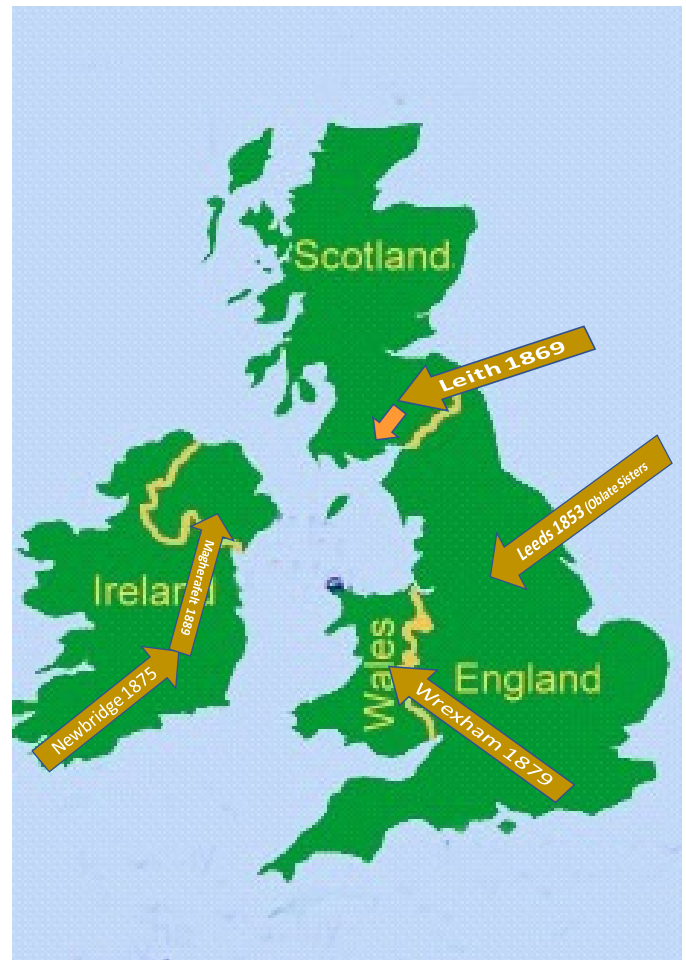 Scotland
Leith 1869
Leeds 1853 (Oblate Sisters
Ireland
Magherafelt 1889
Newbridge 1875
Wales
England
Wrexham 1879